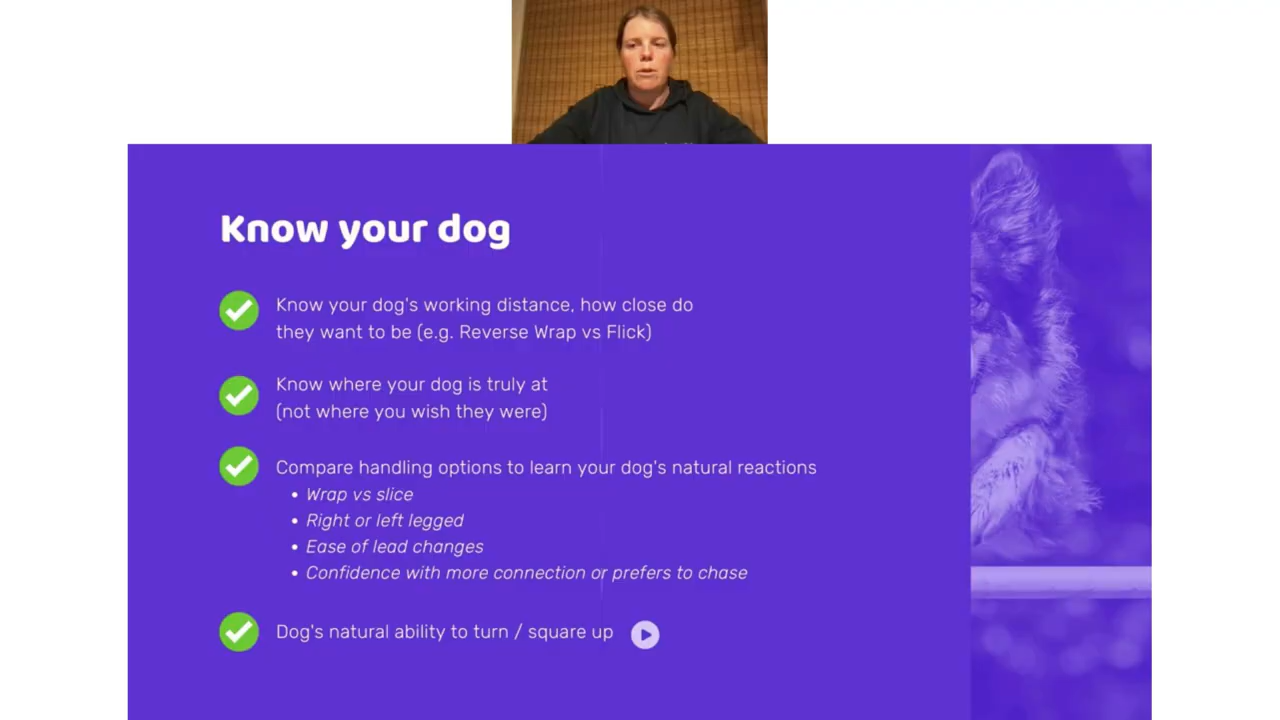 Know your dog
Know your dog's working distance, how close do
they want to be (e.g. Reverse Wrap vs Flick)
Know where your dog is truly at
(not where you wish they were)
Compare handling options to learn your dog's natural reactions
• Wrap vs slice
• Right or left legged
• Ease of lead changes
• Confidence with more connection or prefers to chase
Dog's natural ability to turn / square up